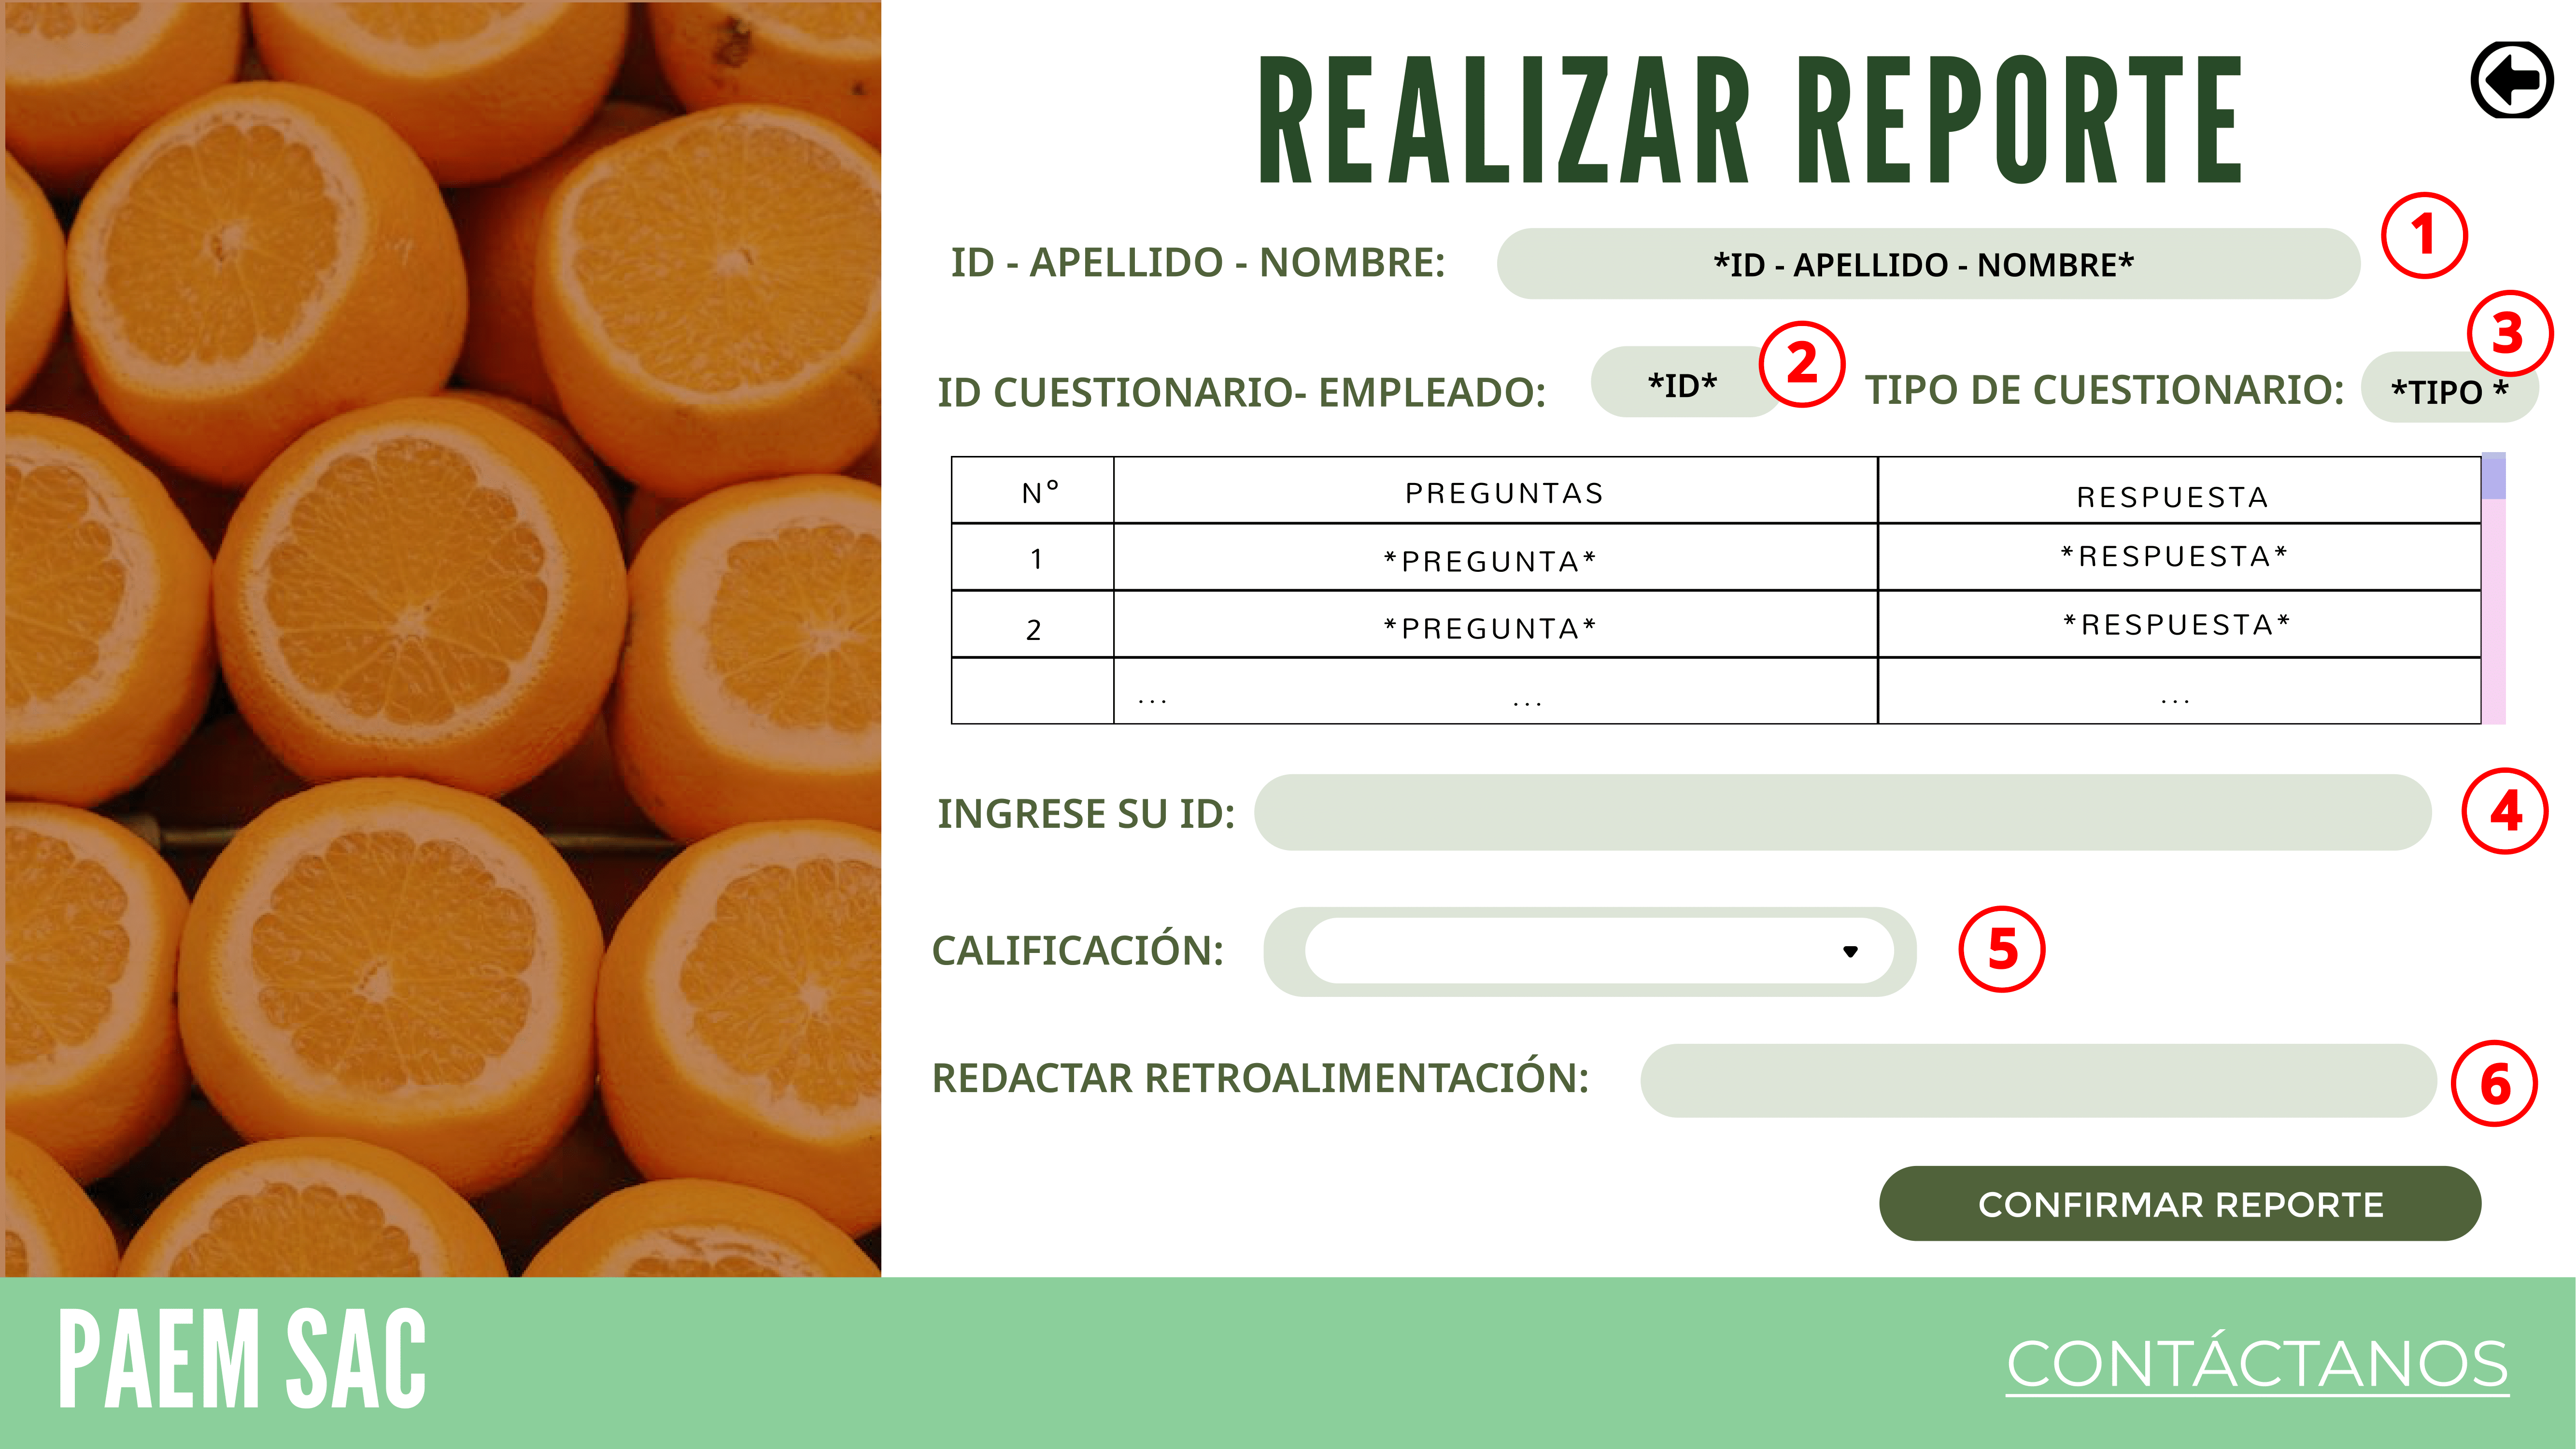 REALIZAR REPORTE
ID - APELLIDO - NOMBRE: *ID - APELLIDO - NOMBRE* 1
ID CUESTIONARIO- EMPLEADO: *ID* 2 TIPO DE CUESTIONARIO: *TIPO * 3
N° PREGUNTAS RESPUESTA
1 *PREGUNTA* *RESPUESTA*
2 *PREGUNTA* *RESPUESTA*
... ... ...
INGRESE SU ID: 4
CALIFICACIÓN: 5
REDACTAR RETROALIMENTACIÓN: 6
CONFIRMAR REPORTE
PAEM SAC CONTÁCTANOS